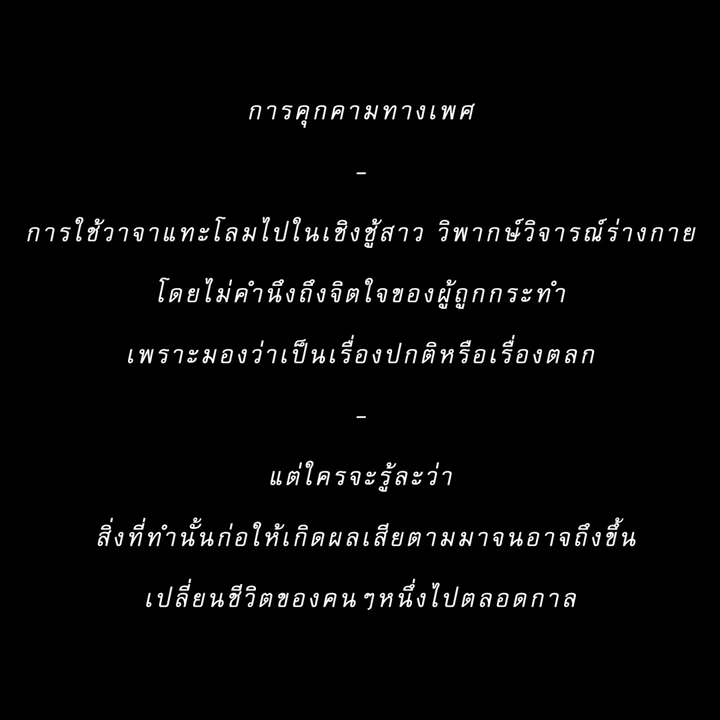 การคุกคามทางเพศ
-
การใช้วาจาแทะโลมไปในเชิงชู้สาว วิพากษ์วิจารณ์ร่างกาย
โดยไม่คำนึงถึงจิตใจของผู้ถูกกระทำ
เพราะมองว่าเป็นเรื่องปกติหรือเรื่องตลก
-
แต่ใครจะรู้ละว่า
สิ่งที่ทำนั้นก่อให้เกิดผลเสียตามมาจนอาจถึงขึ้น
เปลี่ยนชีวิตของคนๆหนึ่งไปตลอดกาล